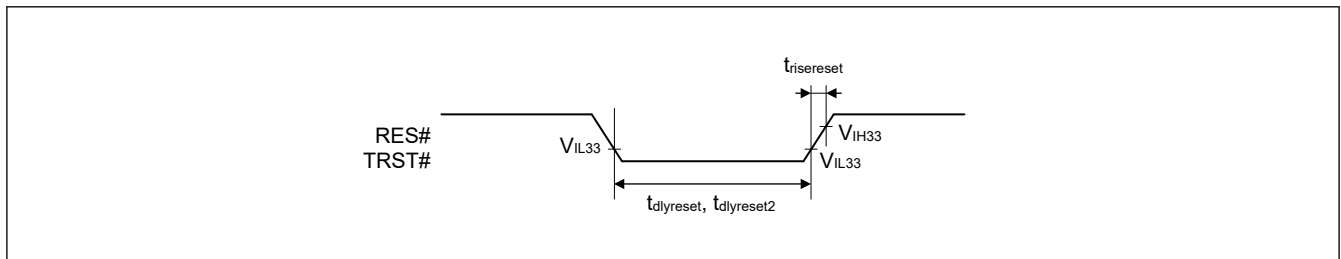 trisereset
RES#
TRST#
VIL33
VIH33
VIL33
tdlyreset, tdlyreset2